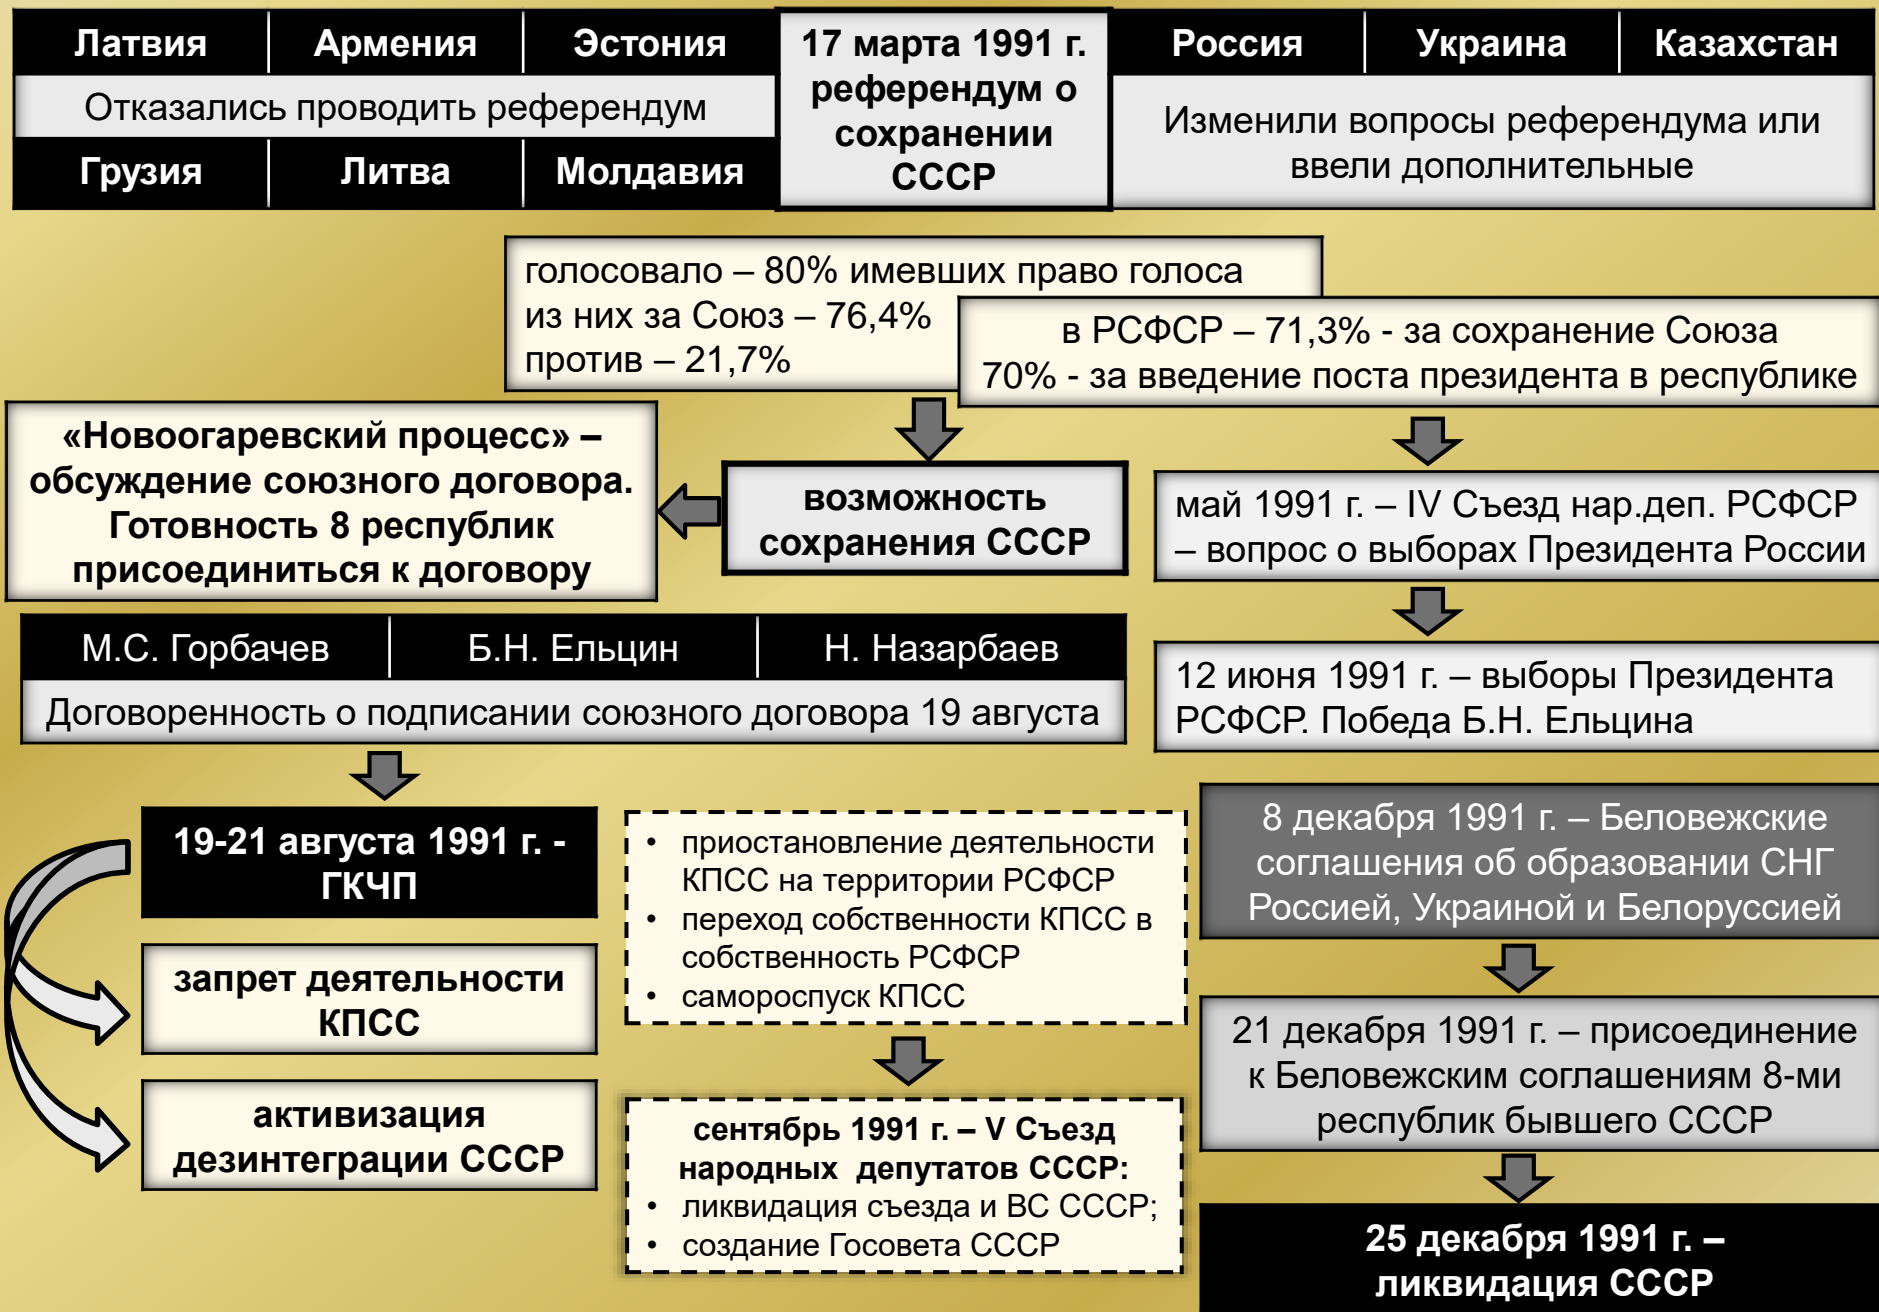 Латвия
Армения
Эстония
Отказались проводить референдум
Грузия
Литва
Молдавия
17 марта 1991 г.
референдум о
сохранении
СССР
Россия
Украина
Казахстан
Изменили вопросы референдума или
ввели дополнительные
голосовало – 80% имевших право голоса
из них за Союз – 76,4%
против – 21,7%
в РСФСР – 71,3% - за сохранение Союза
70% - за введение поста президента в республике
«Новоогаревский процесс» –
обсуждение союзного договора.
Готовность 8 республик
присоединиться к договору
возможность
сохранения СССР
май 1991 г. – IV Съезд нар.деп. РСФСР
– вопрос о выборах Президента России
М.С. Горбачев
Б.Н. Ельцин
Н. Назарбаев
Договоренность о подписании союзного договора 19 августа
12 июня 1991 г. – выборы Президента
РСФСР. Победа Б.Н. Ельцина
19-21 августа 1991 г. -
ГКЧП
запрет деятельности
КПСС
активизация
дезинтеграции СССР
• приостановление деятельности
КПСС на территории РСФСР
• переход собственности КПСС в
собственность РСФСР
• самороспуск КПСС
сентябрь 1991 г. – V Съезд
народных депутатов СССР:
• ликвидация съезда и ВС СССР;
• создание Госовета СССР
8 декабря 1991 г. – Беловежские
соглашения об образовании СНГ
Россией, Украиной и Белоруссией
21 декабря 1991 г. – присоединение
к Беловежским соглашениям 8-ми
республик бывшего СССР
25 декабря 1991 г. –
ликвидация СССР